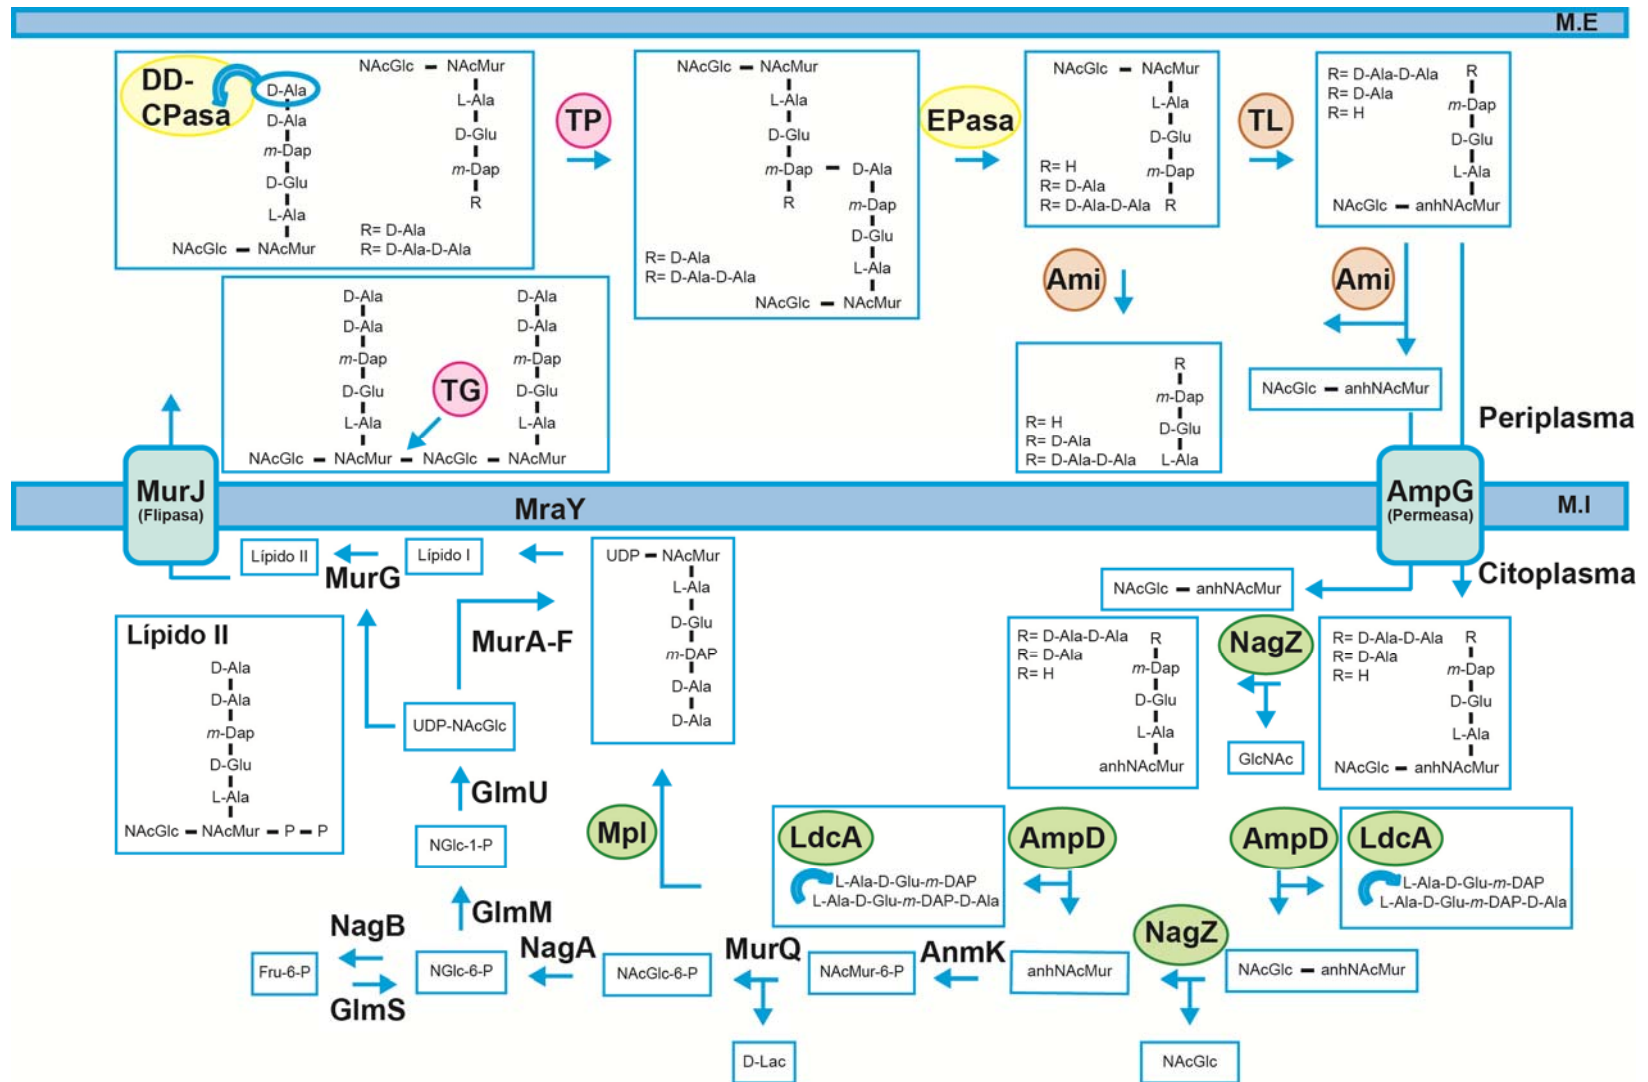 M.E
DD-
CPasa
D-Ala
D-Ala
m-Dap
D-Glu
L-Ala
NAcGlc – NAcMur
NAcGlc – NAcMur
L-Ala
D-Glu
m-Dap
R
R= D-Ala
R= D-Ala-D-Ala
TP
NAcGlc – NAcMur
L-Ala
D-Glu
m-Dap – D-Ala
R
m-Dap
D-Glu
L-Ala
R= D-Ala
R= D-Ala-D-Ala
NAcGlc – NAcMur
EPasa
NAcGlc – NAcMur
L-Ala
D-Glu
m-Dap
R= H
R= D-Ala
R= D-Ala-D-Ala R
TL
R= D-Ala-D-Ala
R= D-Ala
R= H
R
m-Dap
D-Glu
L-Ala
NAcGlc – anhNAcMur
D-Ala
D-Ala
m-Dap
D-Glu
L-Ala
D-Ala
D-Ala
m-Dap
D-Glu
L-Ala
TG
NAcGlc – NAcMur – NAcGlc – NAcMur
Ami
R
m-Dap
D-Glu
L-Ala
R= H
R= D-Ala
R= D-Ala-D-Ala
Ami
NAcGlc – anhNAcMur
Periplasma
MurJ
(Flipasa)
MraY
AmpG
(Permeasa)
M.I
Citoplasma
Lípido II
MurG
Lípido I
UDP – NAcMur
L-Ala
D-Glu
m-DAP
D-Ala
D-Ala
MurA-F
Lípido II
D-Ala
D-Ala
m-Dap
D-Glu
L-Ala
NAcGlc – NAcMur – P – P
UDP-NAcGlc
GlmU
NGlc-1-P
GlmM
NagB
Fru-6-P
GlmS
NGlc-6-P
NagA
NAcGlc-6-P
MurQ
D-Lac
NAcMur-6-P
AnmK
anhNAcMur
NagZ
NAcGlc
NAcGlc – anhNAcMur
Mpl
LdcA
L-Ala-D-Glu-m-DAP
L-Ala-D-Glu-m-DAP-D-Ala
AmpD
AmpD
LdcA
L-Ala-D-Glu-m-DAP
L-Ala-D-Glu-m-DAP-D-Ala
NAcGlc – anhNAcMur
R= D-Ala-D-Ala
R= D-Ala
R= H
R
m-Dap
D-Glu
L-Ala
anhNAcMur
NagZ
GlcNAc
R= D-Ala-D-Ala
R= D-Ala
R= H
R
m-Dap
D-Glu
L-Ala
NAcGlc – anhNAcMur